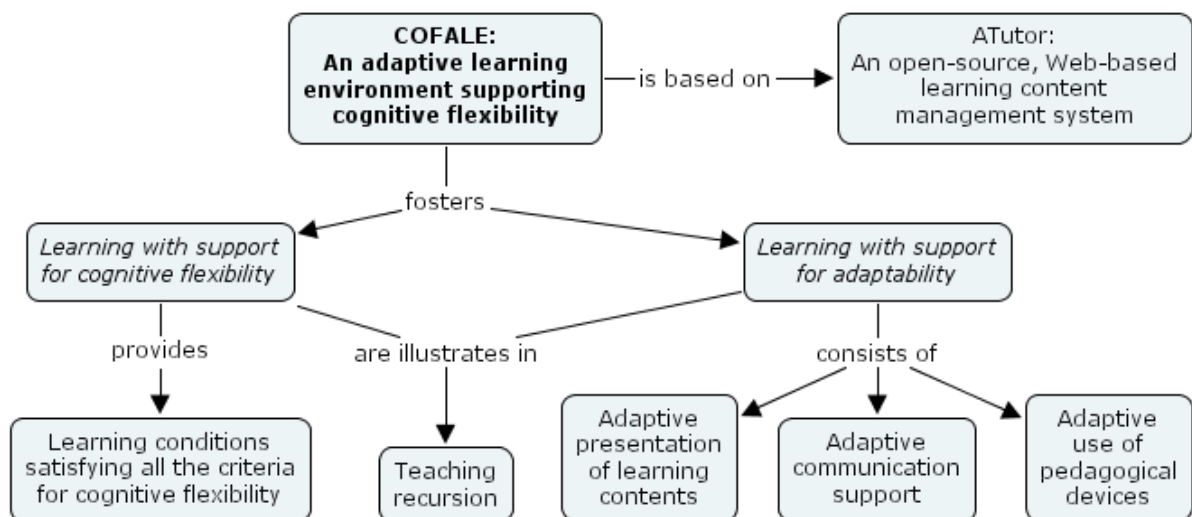 COFALE:
An adaptive learning
environment supporting
cognitive flexibility
is based on
ATutor:
An open-source, Web-based
learning content
management system
fosters
Learning with support
for cognitive flexibility
Learning with support
for adaptability
provides
are illustrates in
consists of
Learning conditions
satisfying all the criteria
for cognitive flexibility
Teaching
recursion
Adaptive
presentation
of learning
contents
Adaptive
communication
support
Adaptive
use of
pedagogical
devices